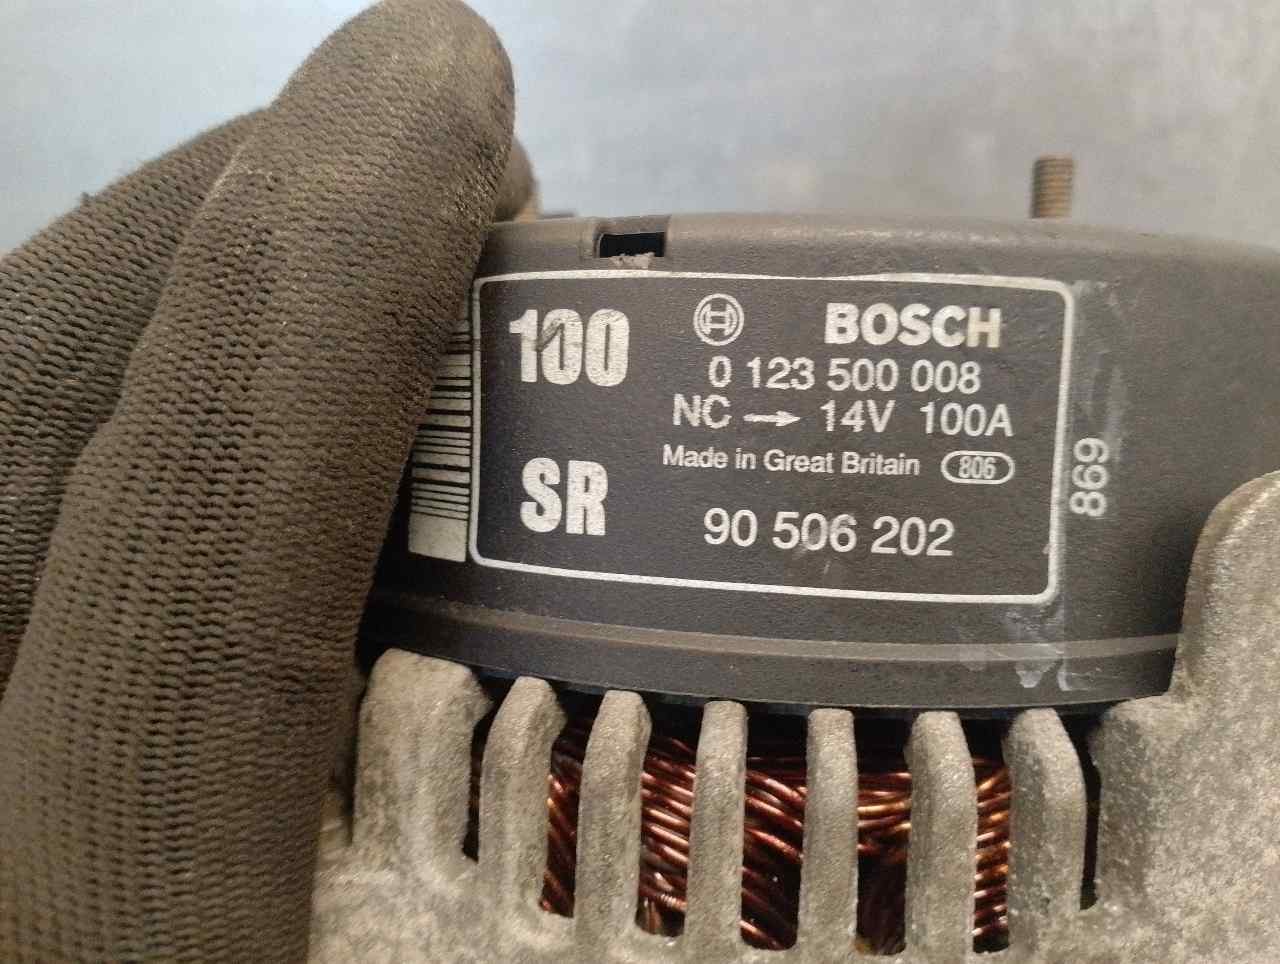 100
BOSCH
0 123 500 008
NC → 14V 100A
Made in Great Britain 806
SR
90 506 202
869